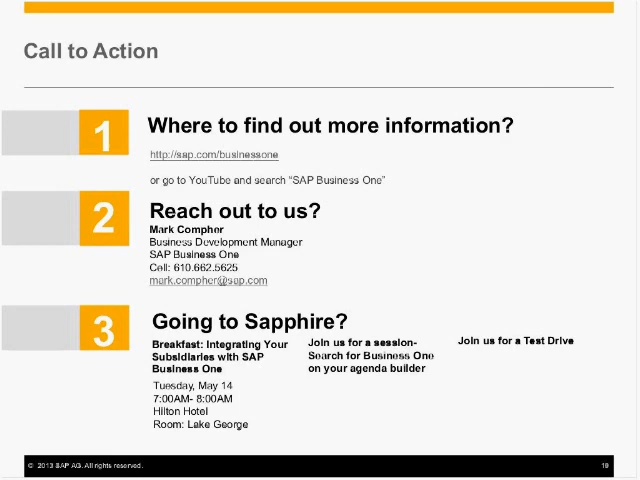 Call to Action
1
Where to find out more information?
http://sap.com/businessone
or go to YouTube and search “SAP Business One”
2
Reach out to us?
Mark Compher
Business Development Manager
SAP Business One
Cell: 610.662.5625
mark.compher@sap.com
3
Going to Sapphire?
Breakfast: Integrating Your
Subsidiaries with SAP
Business One
Tuesday, May 14
7:00AM- 8:00AM
Hilton Hotel
Room: Lake George
Join us for a session-
Search for Business One
on your agenda builder
Join us for a Test Drive
© 2013 SAP AG. All rights reserved.
19